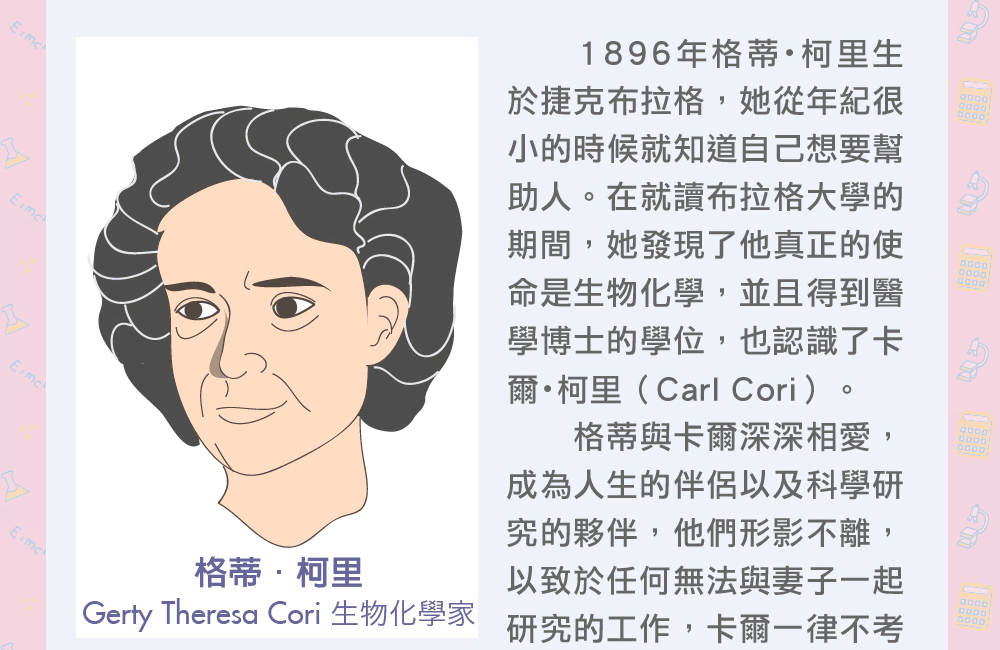 1896年格蒂•柯里生
於捷克布拉格，她從年紀很
小的時候就知道自己想要幫
助人。在就讀布拉格大學的
期間，她發現了他真正的使
命是生物化學，並且得到醫
學博士的學位，也認識了卡
爾•柯里（Carl Cori）。
格蒂與卡爾深深相愛，
成為人生的伴侶以及科學研
究的夥伴，他們形影不離，
以致於任何無法與妻子一起
研究的工作，卡爾一律不考
格蒂．柯里
Gerty Theresa Cori 生物化學家